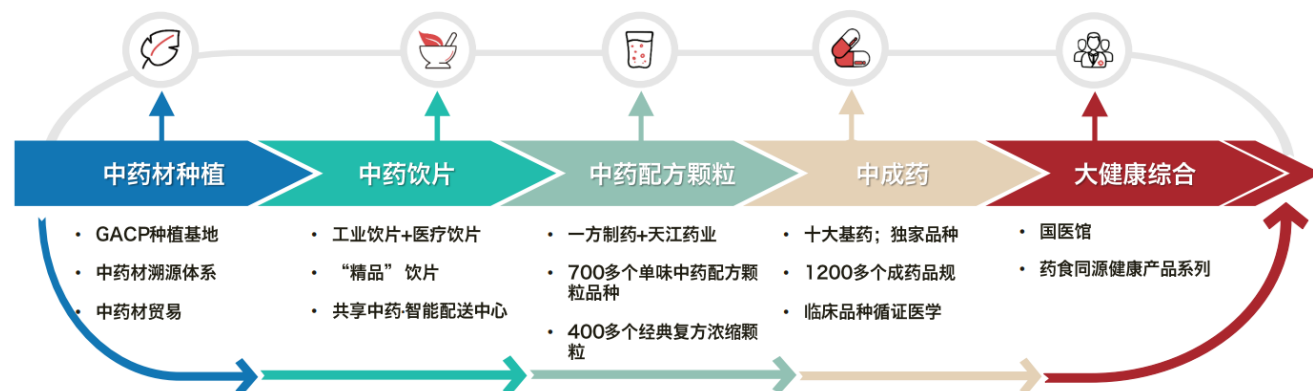 中药材种植
中药饮片
中药配方颗粒
中成药
大健康综合
• GACP种植基地
• 中药材溯源体系
• 中药材贸易
• 工业饮片+医疗饮片
• “精品”饮片
• 共享中药·智能配送中心
• 一方制药+天江药业
• 700多个单味中药配方颗
粒品种
• 400多个经典复方浓缩颗
粒
• 十大基药；独家品种
• 1200多个成药品规
• 临床品种循证医学
• 国医馆
• 药食同源健康产品系列